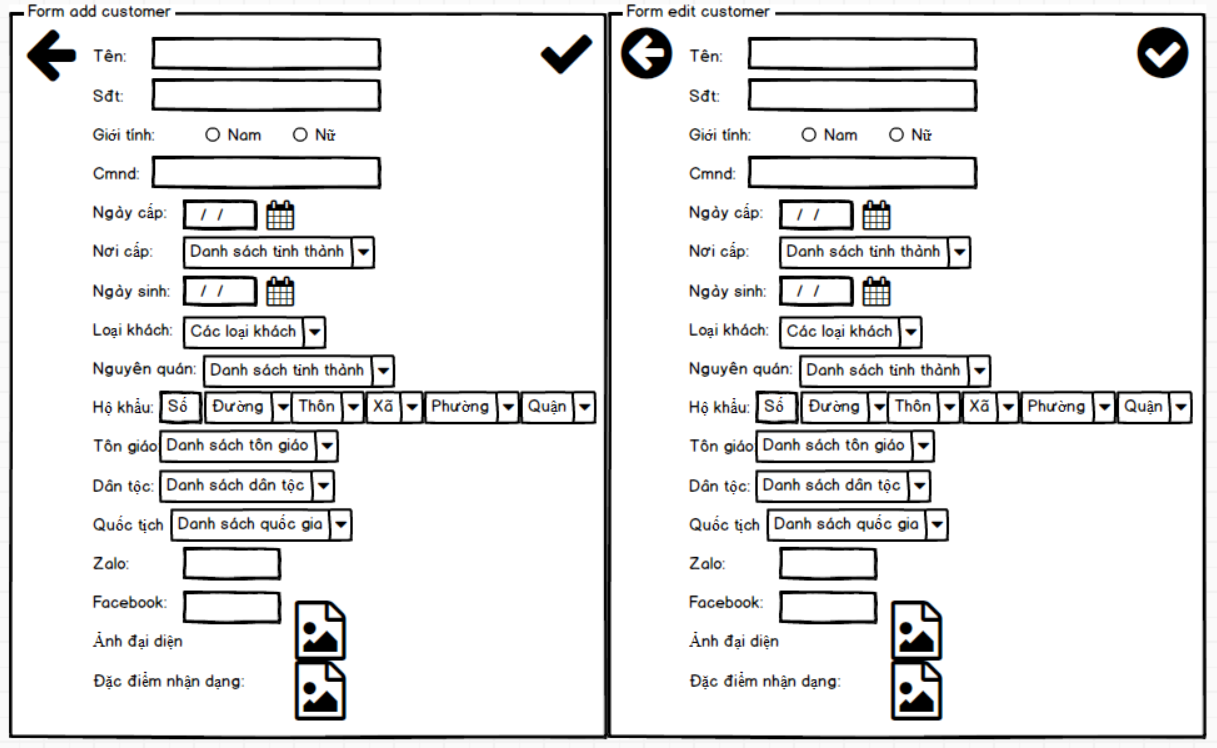 Form add customer
Tên:
Sđt:
Giới tính: Nam Nữ
Cmnd:
Ngày cấp: / /
Nơi cấp: Danh sách tỉnh thành
Ngày sinh: / /
Loại khách: Các loại khách
Nguyên quán: Danh sách tỉnh thành
Hộ khẩu: Số Đường Thôn Xã Phường Quận
Tôn giáo Danh sách tôn giáo
Dân tộc: Danh sách dân tộc
Quốc tịch Danh sách quốc gia
Zalo:
Facebook:
Ảnh đại diện
Đặc điểm nhận dạng:
Form edit customer
Tên:
Sđt:
Giới tính: Nam Nữ
Cmnd:
Ngày cấp: / /
Nơi cấp: Danh sách tỉnh thành
Ngày sinh: / /
Loại khách: Các loại khách
Nguyên quán: Danh sách tỉnh thành
Hộ khẩu: Số Đường Thôn Xã Phường Quận
Tôn giáo Danh sách tôn giáo
Dân tộc: Danh sách dân tộc
Quốc tịch Danh sách quốc gia
Zalo:
Facebook:
Ảnh đại diện
Đặc điểm nhận dạng: